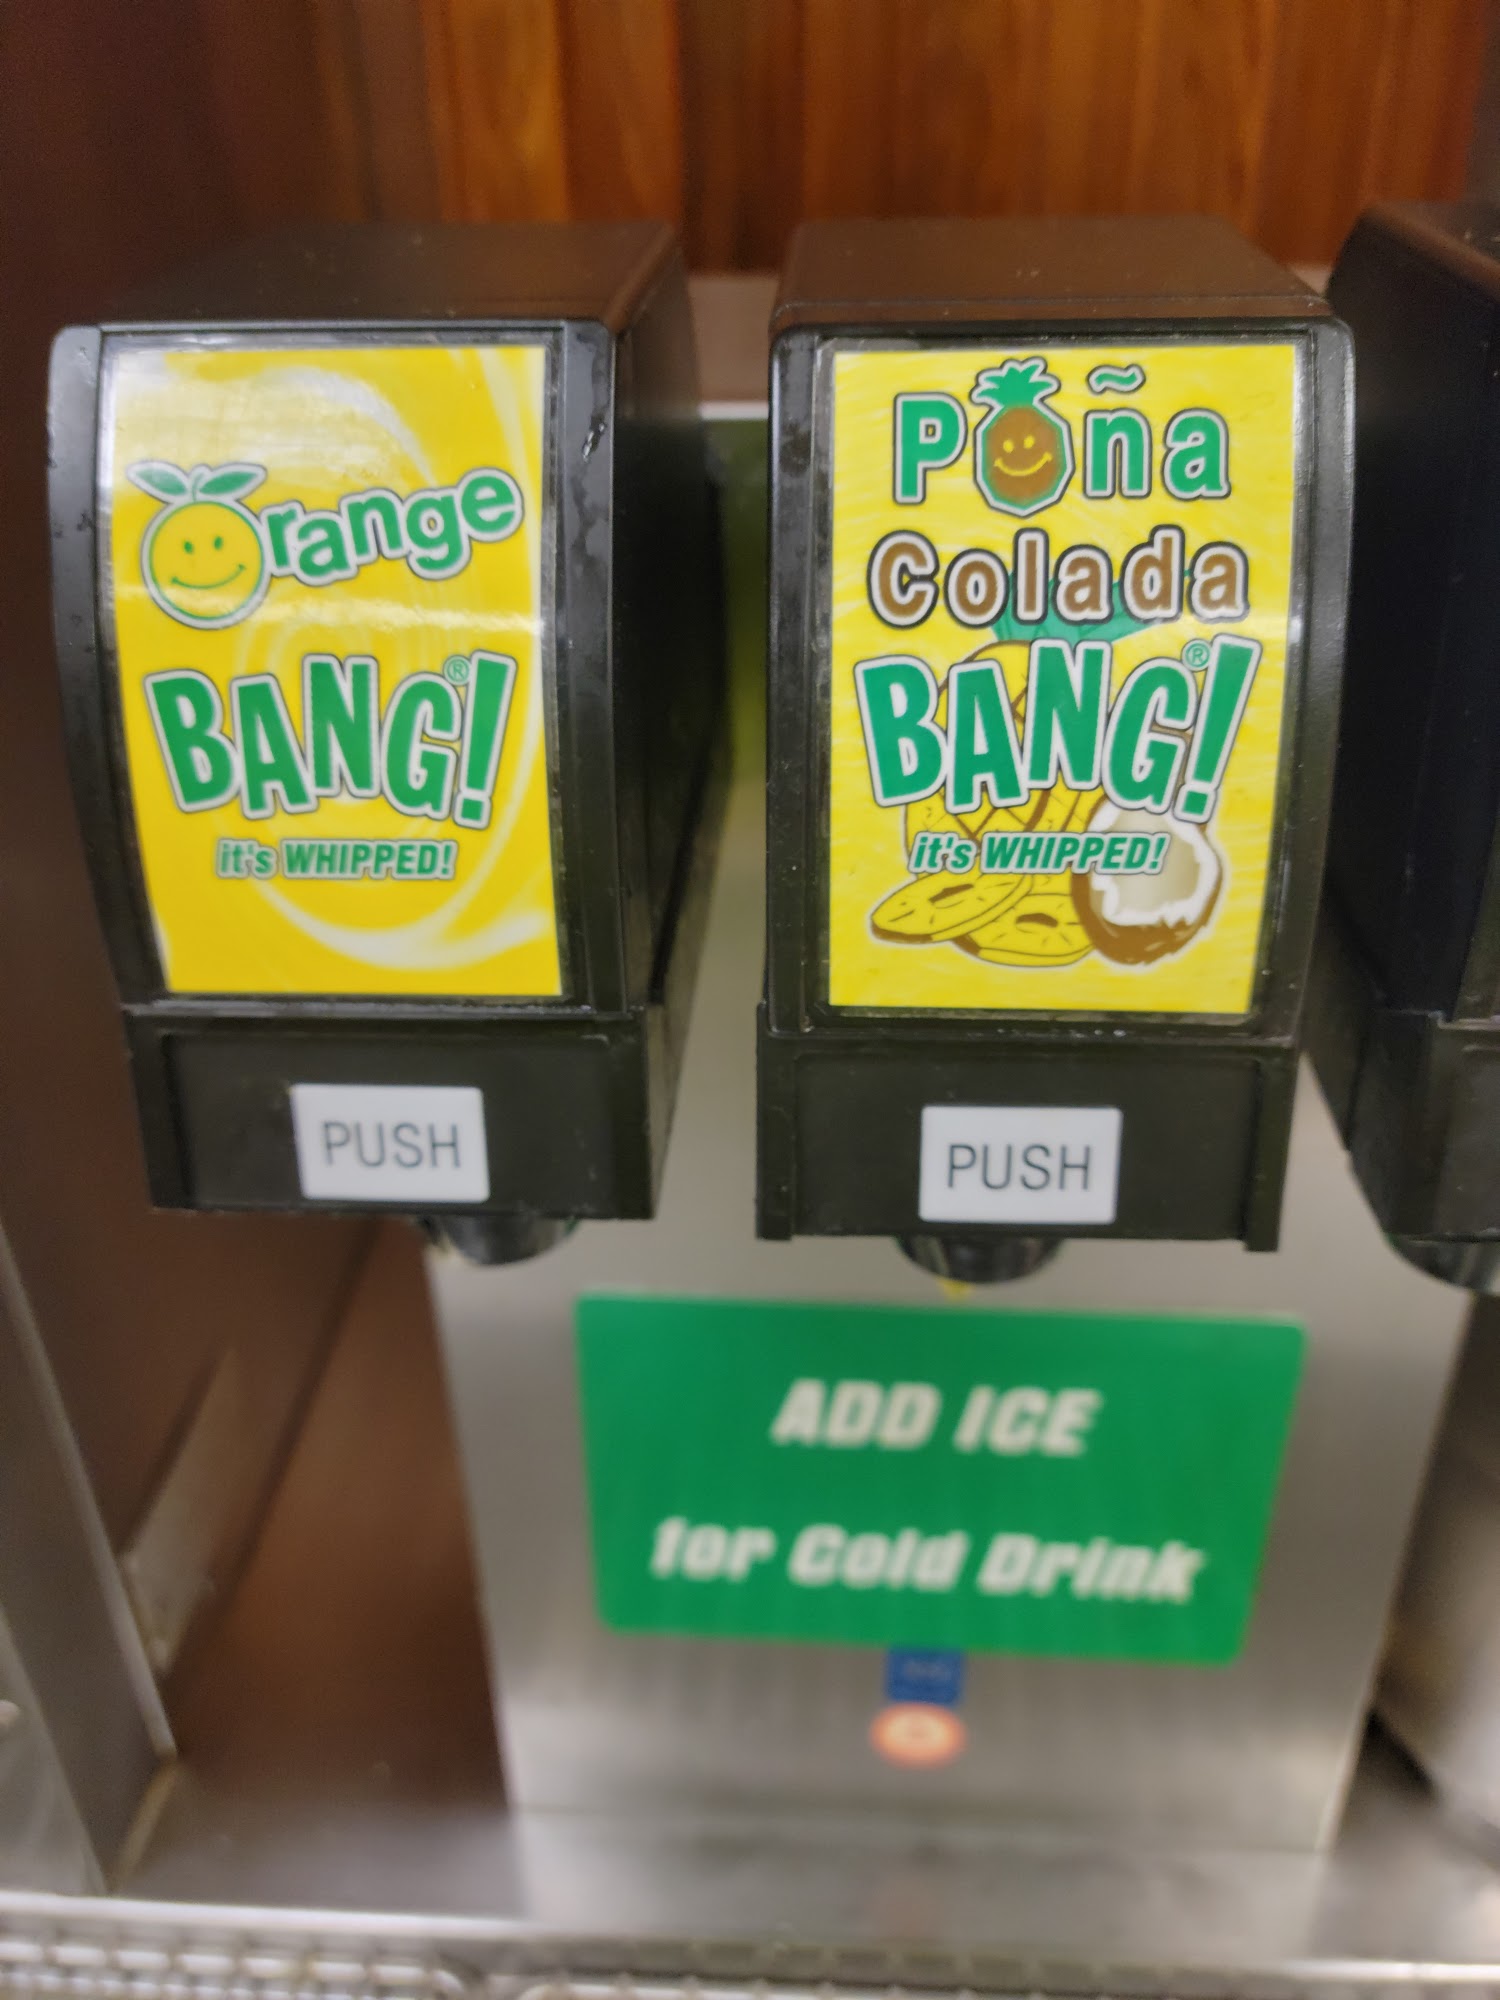 Orange
BANG!®
it's WHIPPED!
PUSH
Piña
Colada
BANG!®
it's WHIPPED!
PUSH
ADD ICE
for Cold Drink